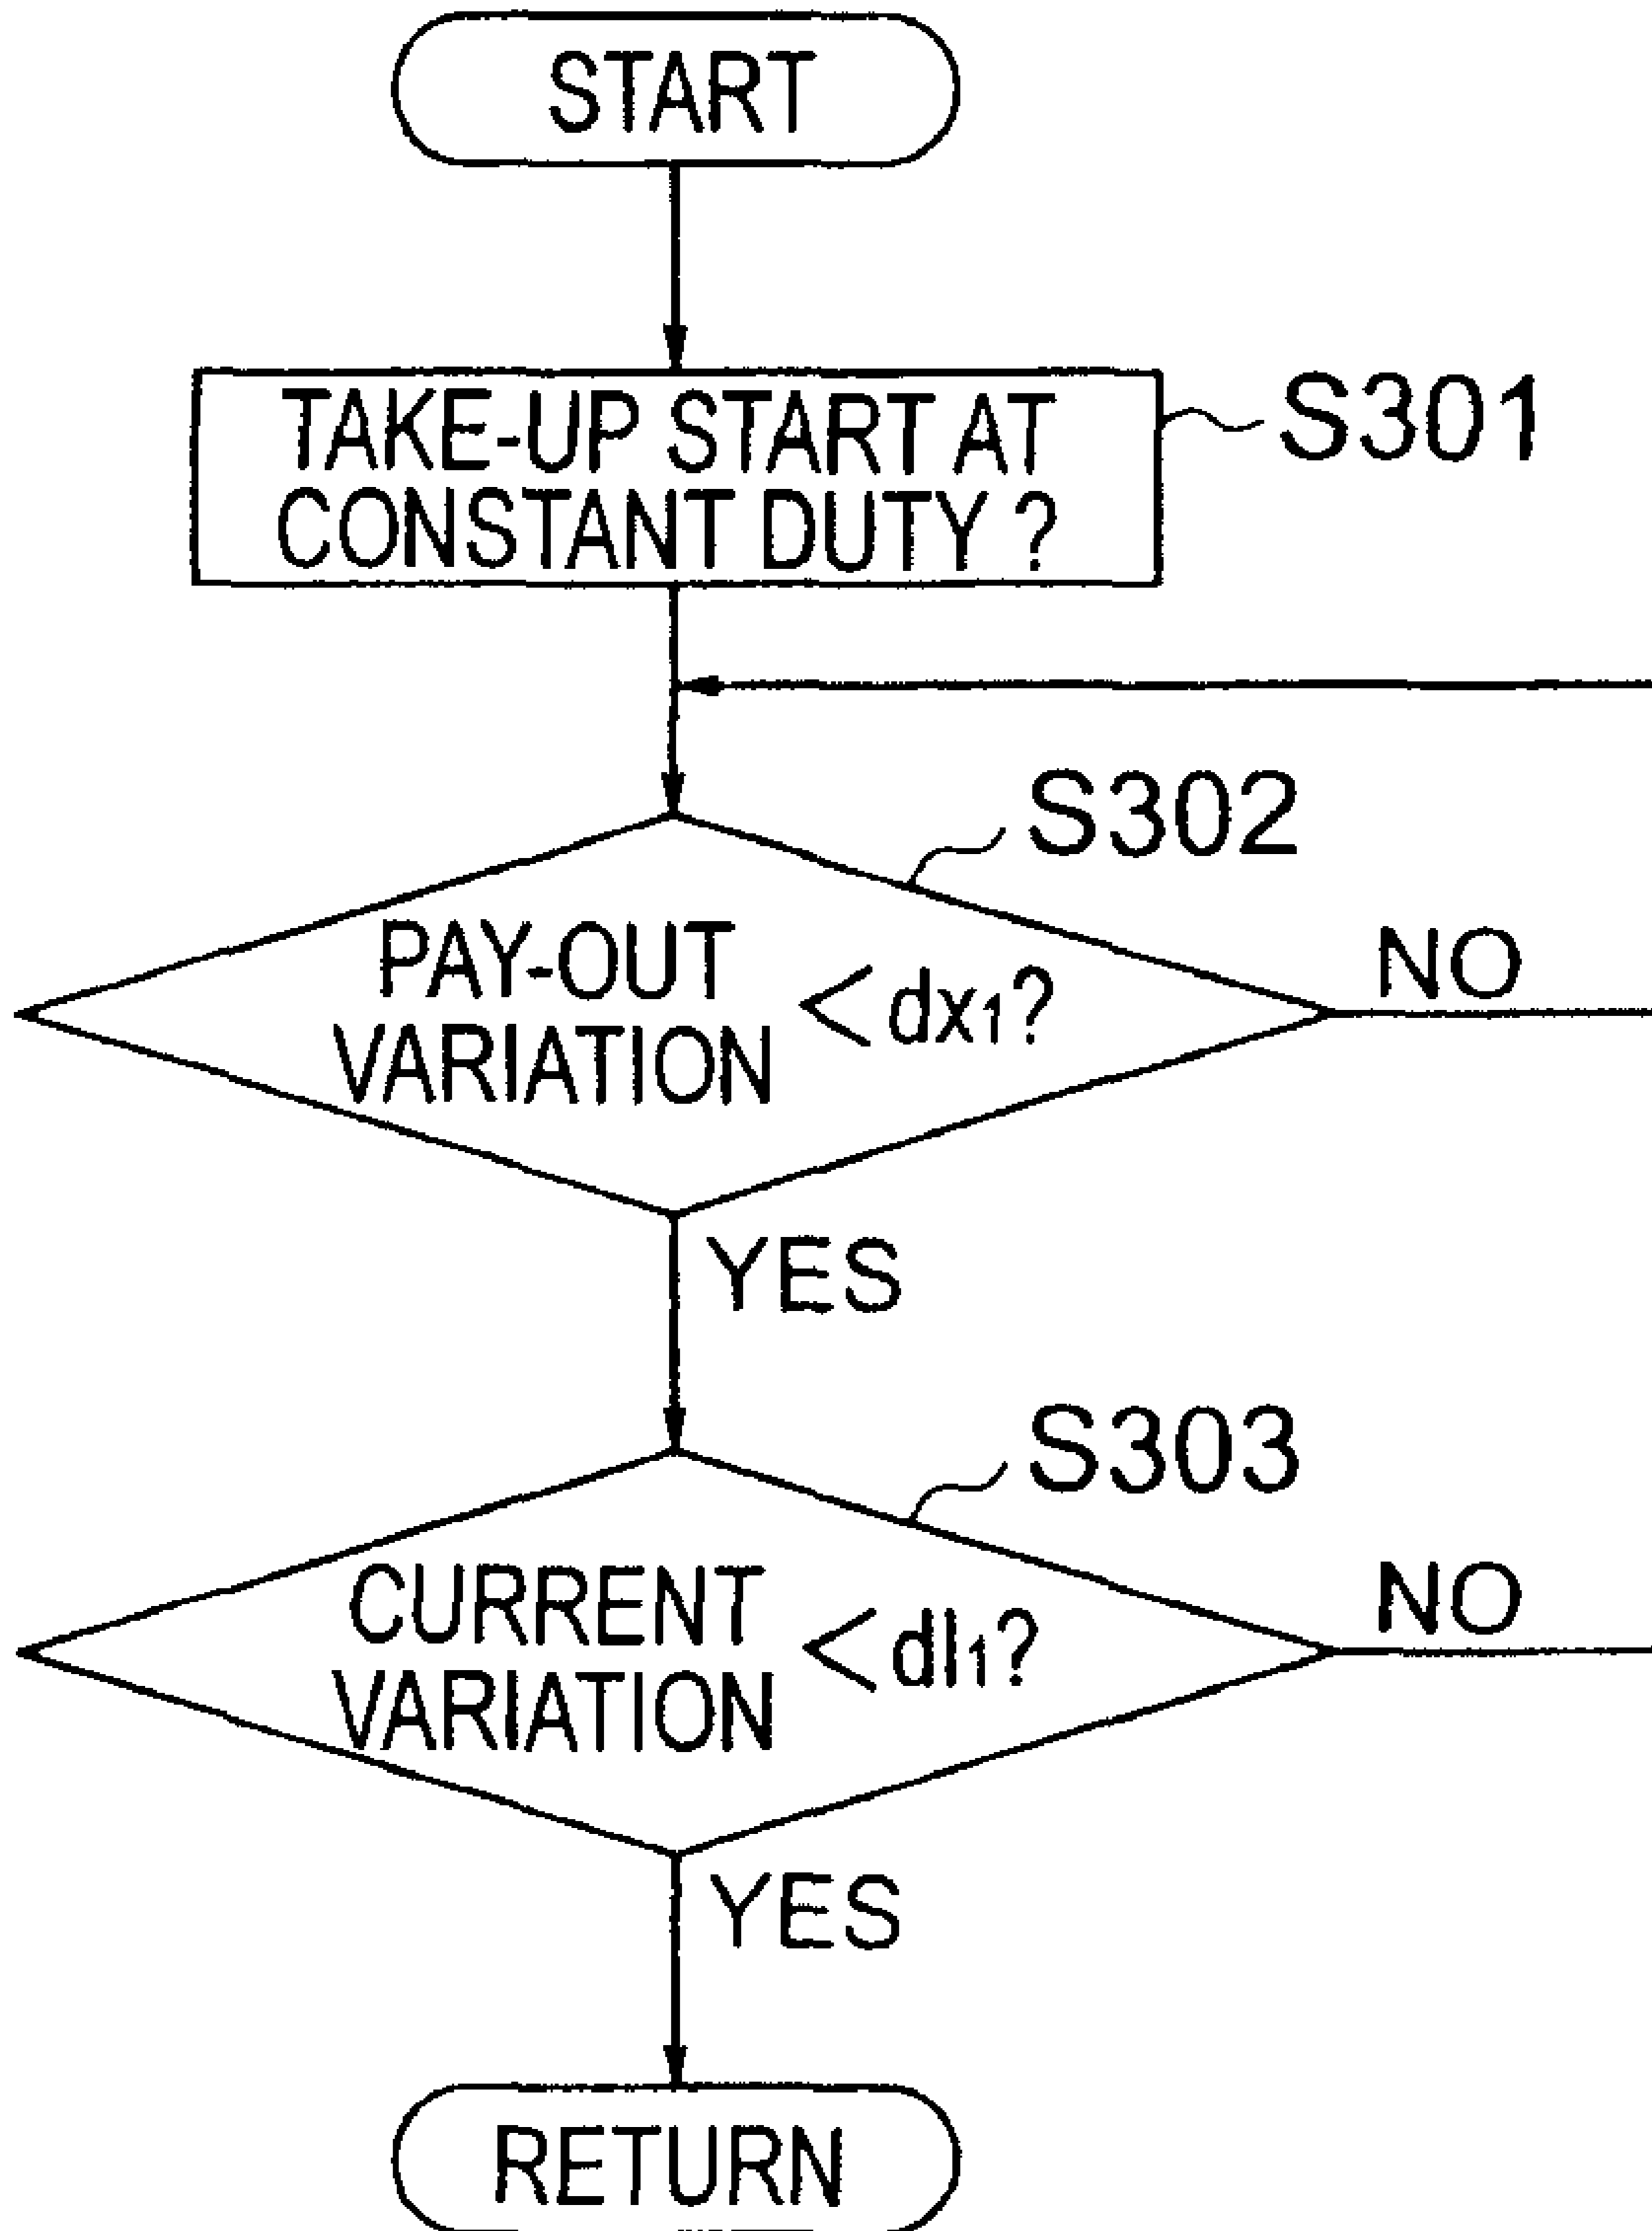 START
TAKE-UP START AT
CONSTANT DUTY ?
S301
S302
PAY-OUT
VARIATION
< dx₁?
NO
YES
S303
CURRENT
VARIATION
< dI₁?
NO
YES
RETURN